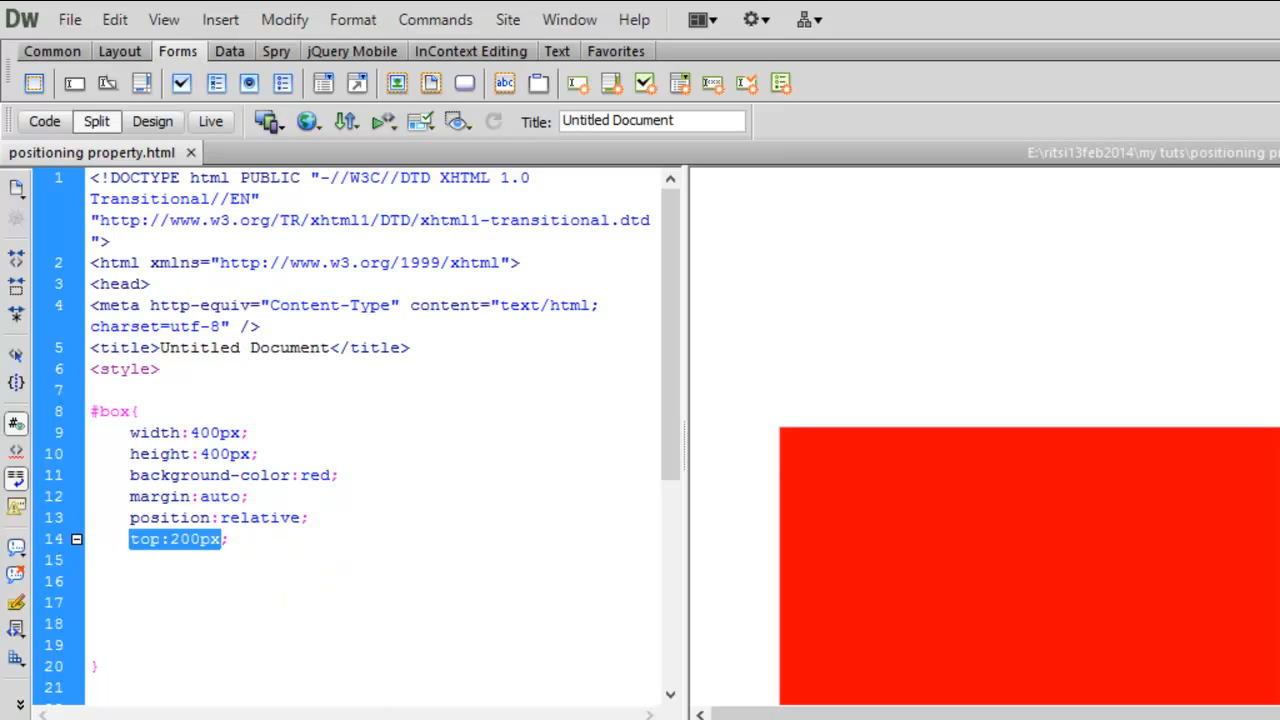 Dw File Edit View Insert Modify Format Commands Site Window Help
Common Layout Forms Data Spry jQuery Mobile InContext Editing Text Favorites
abc
Code Split Design Live Title: Untitled Document
positioning property.html × E:\ritsi13feb2014\my tuts\positioning pr
1 <!DOCTYPE html PUBLIC "-//W3C//DTD XHTML 1.0
Transitional//EN"
"http://www.w3.org/TR/xhtml1/DTD/xhtml1-transitional.dtd
">
2 <html xmlns="http://www.w3.org/1999/xhtml">
3 <head>
4 <meta http-equiv="Content-Type" content="text/html;
charset=utf-8" />
5 <title>Untitled Document</title>
6 <style>
7
8 #box{
9 width:400px;
10 height:400px;
11 background-color:red;
12 margin:auto;
13 position:relative;
14 top:200px;
15
16
17
18
19
20 }
21